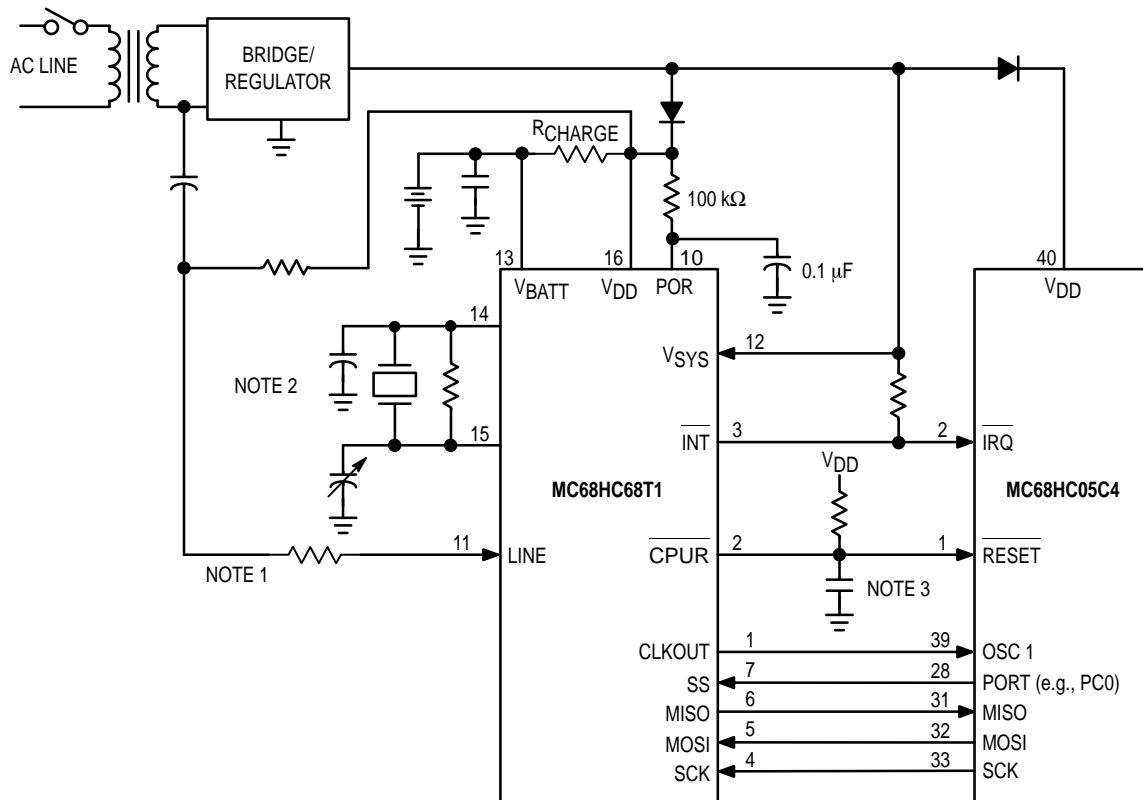 AC LINE
BRIDGE/
REGULATOR
RCHARGE
100 kΩ
0.1 µF
13
16
10
40
VBATT
VDD
POR
VDD
14
NOTE 2
15
VSYS
12
INT
3
2
IRQ
VDD
MC68HC68T1
MC68HC05C4
NOTE 1
11
LINE
CPUR
2
1
RESET
NOTE 3
CLKOUT
1
39
OSC 1
SS
7
28
PORT (e.g., PC0)
MISO
6
31
MISO
MOSI
5
32
MOSI
SCK
4
33
SCK